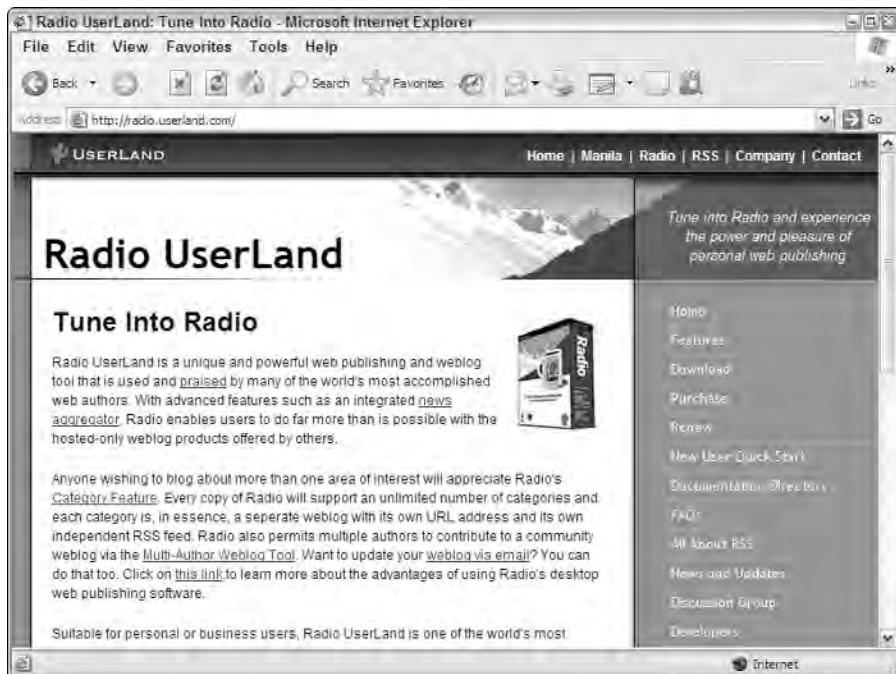 Radio UserLand: Tune Into Radio - Microsoft Internet Explorer
File Edit View Favorites Tools Help
Back Search Favorites Links »
Address http://radio.userland.com/ Go
USERLAND
Home | Manila | Radio | RSS | Company | Contact
Radio UserLand
Tune into Radio and experience
the power and pleasure of
personal web publishing
Tune Into Radio
Radio
Radio UserLand is a unique and powerful web publishing and weblog
tool that is used and praised by many of the world's most accomplished
web authors. With advanced features such as an integrated news
aggregator, Radio enables users to do far more than is possible with the
hosted-only weblog products offered by others.
Anyone wishing to blog about more than one area of interest will appreciate Radio's
Category Feature. Every copy of Radio will support an unlimited number of categories and
each category is, in essence, a seperate weblog with its own URL address and its own
independent RSS feed. Radio also permits multiple authors to contribute to a community
weblog via the Multi-Author Weblog Tool. Want to update your weblog via email? You can
do that too. Click on this link to learn more about the advantages of using Radio's desktop
web publishing software.
Suitable for personal or business users, Radio UserLand is one of the world's most
Home
Features
Download
Purchase
Renew
New User Quick Start
Documentation Directory
FAQs
All About RSS
News and Updates
Discussion Group
Developers
Internet